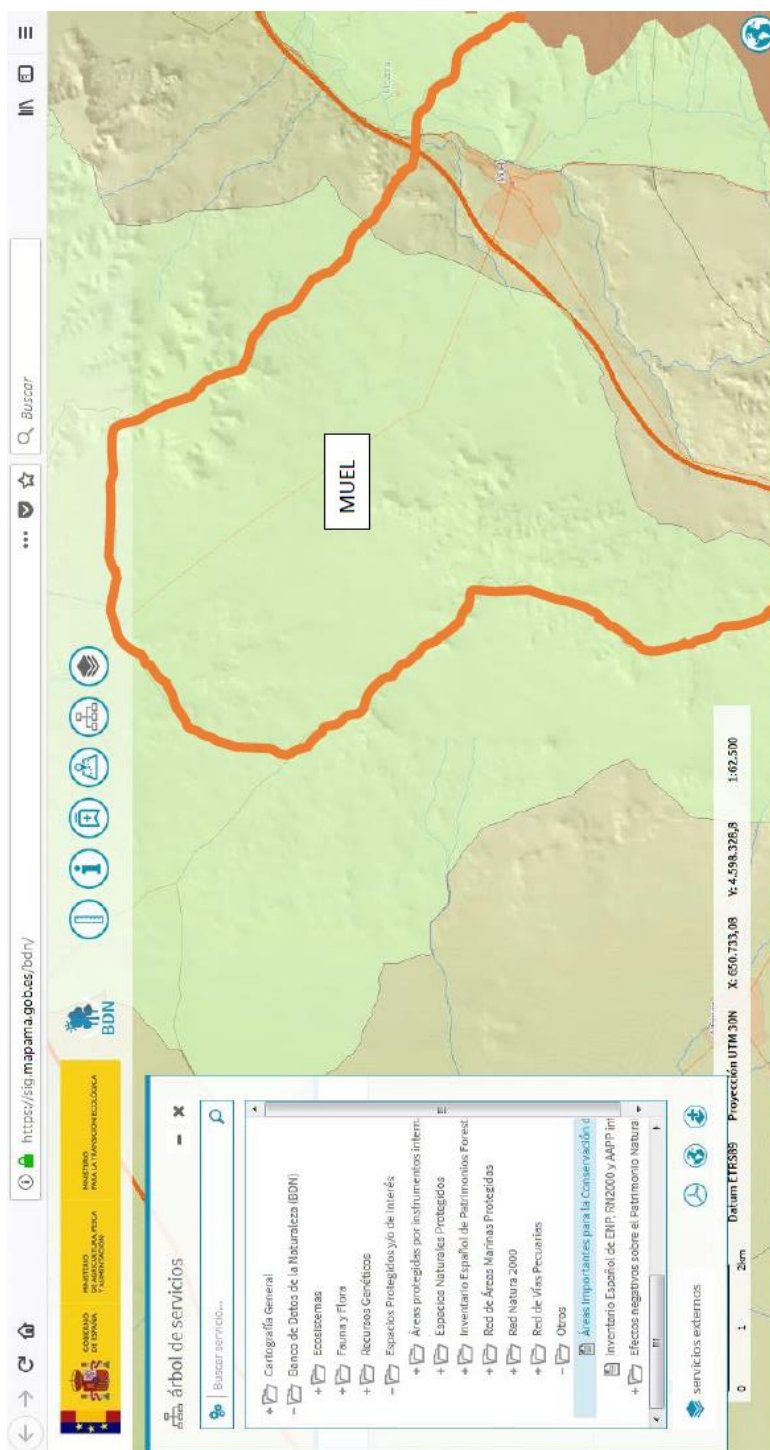 https://sig.mapama.gob.es/bdn/
Buscar
GOBIERNO
DE ESPAÑA
MINISTERIO
DE AGRICULTURA, PESCA
Y ALIMENTACIÓN
MINISTERIO
PARA LA TRANSICIÓN ECOLÓGICA
BDN
árbol de servicios
Buscar servicio...
+ Cartografía General
− Banco de Datos de la Naturaleza (BDN)
+ Ecosistemas
+ Fauna y Flora
+ Recursos Genéticos
− Espacios Protegidos y/o de interés
+ Áreas protegidas por instrumentos intern
+ Espacios Naturales Protegidos
+ Inventario Español de Patrimonios Forest
+ Red de Áreas Marinas Protegidas
+ Red Natura 2000
+ Red de Vías Pecuarias
− Otros
Áreas Importantes para la Conservación d
Inventario Español de ENP, RN2000 y AAPP int
+ Efectos negativos sobre el Patrimonio Natura
servicios externos
MUEL
Muel
0 1 2km
Datum ETRS89 Proyección UTM 30N X: 650.733,08 Y: 4.598.328,8 1:62.500